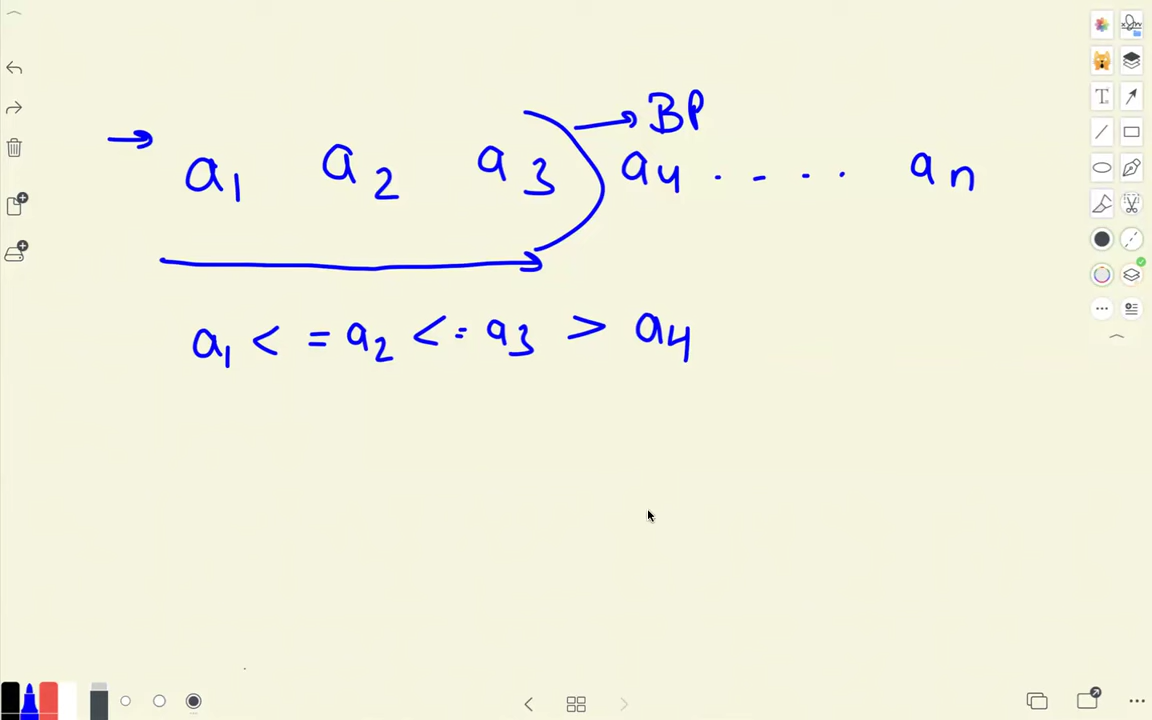 → BP
a1 a2 a3 a4 . - . . an
a1 < = a2 <= a3 > a4